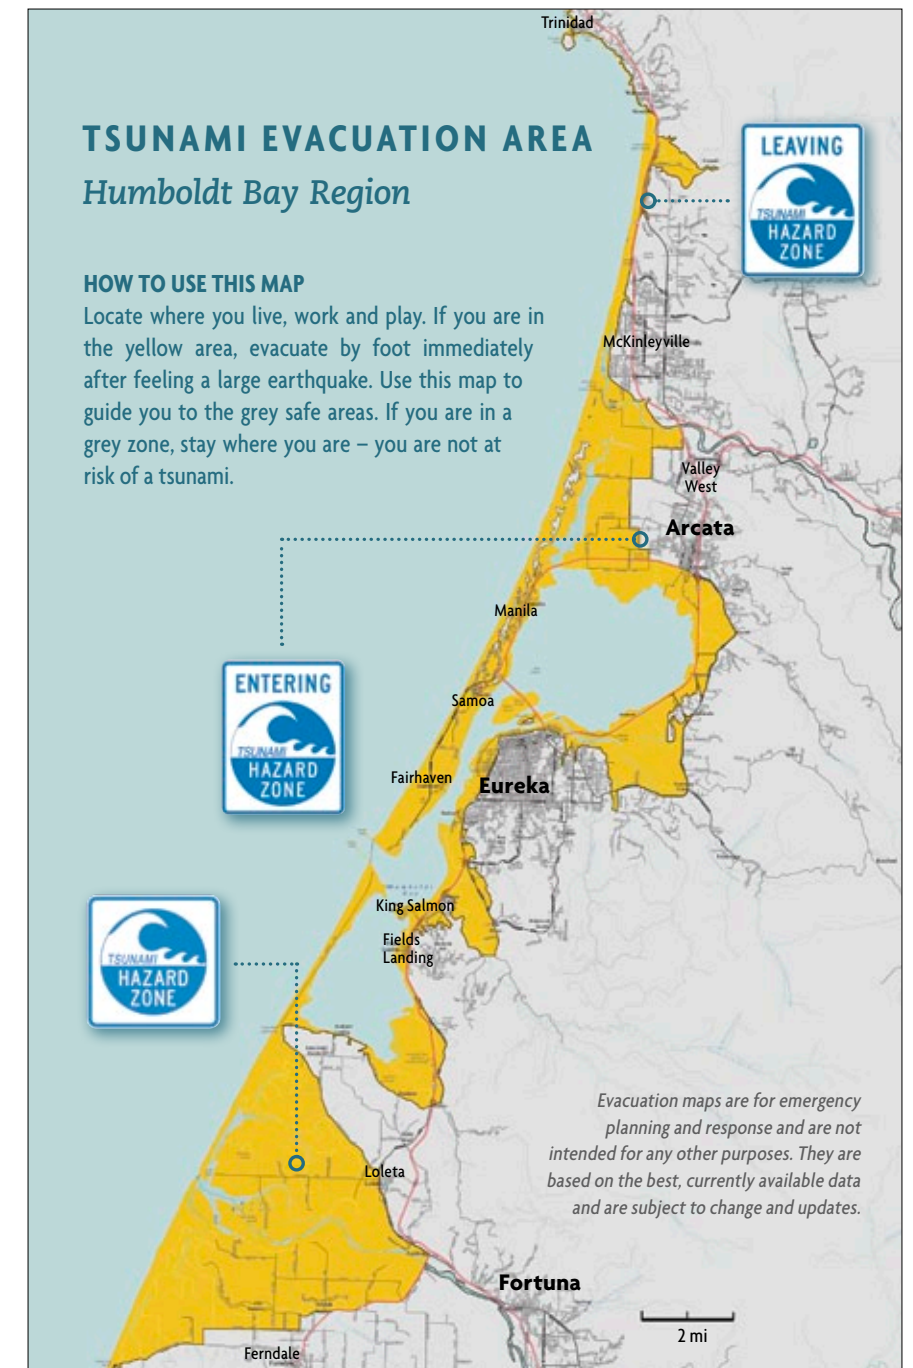 Trinidad
TSUNAMI EVACUATION AREA
Humboldt Bay Region
LEAVING
TSUNAMI
HAZARD
ZONE
HOW TO USE THIS MAP
Locate where you live, work and play. If you are in
the yellow area, evacuate by foot immediately
after feeling a large earthquake. Use this map to
guide you to the grey safe areas. If you are in a
grey zone, stay where you are – you are not at
risk of a tsunami.
McKinleyville
Valley
West
Arcata
Manila
ENTERING
TSUNAMI
HAZARD
ZONE
Samoa
Fairhaven
Eureka
King Salmon
Fields
Landing
TSUNAMI
HAZARD
ZONE
Evacuation maps are for emergency
planning and response and are not
intended for any other purposes. They are
based on the best, currently available data
and are subject to change and updates.
Loleta
Fortuna
2 mi
Ferndale